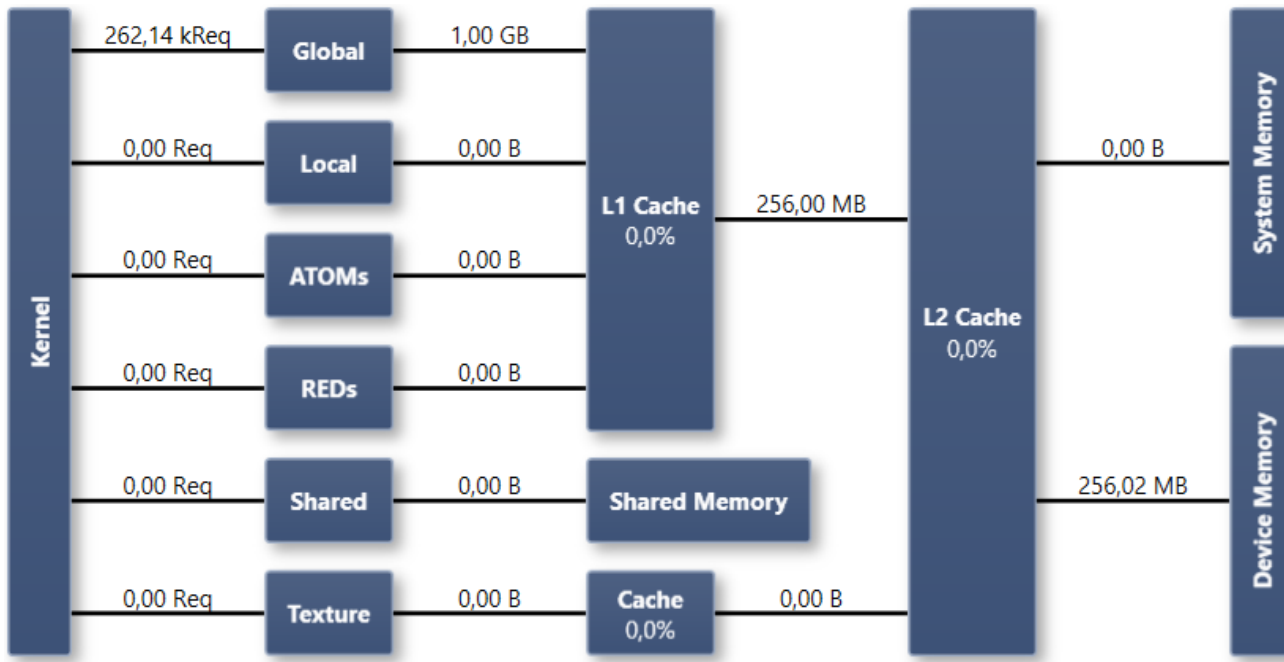 262,14 kReq
Global
1,00 GB
0,00 Req
Local
0,00 B
0,00 Req
ATOMs
0,00 B
0,00 Req
REDs
0,00 B
0,00 Req
Shared
0,00 B
Shared Memory
0,00 Req
Texture
0,00 B
Cache
0,0%
0,00 B
Kernel
L1 Cache
0,0%
256,00 MB
L2 Cache
0,0%
0,00 B
System Memory
256,02 MB
Device Memory